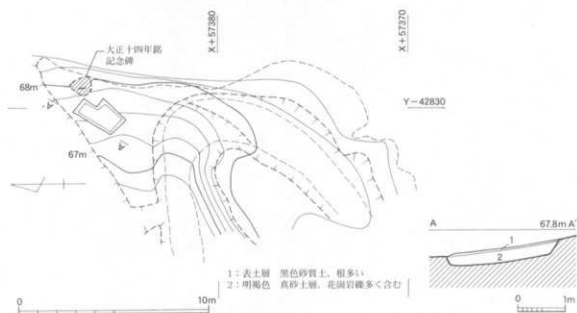 X+57380
X+57370
大正十四年銘
記念碑
68m
Y-42830
A'
A
67m
A 67.8m A'
1
2
1：表土層 黒色砂質土、根多い
2：明褐色 真砂土層、花崗岩礫多く含む
0 10m
0 1m